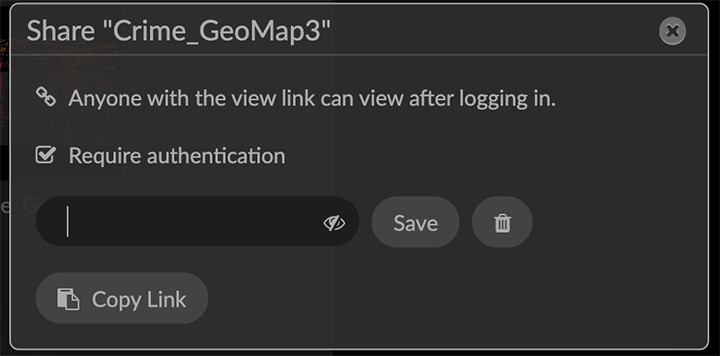 Share "Crime_GeoMap3"
Anyone with the view link can view after logging in.
Require authentication
Save
Copy Link